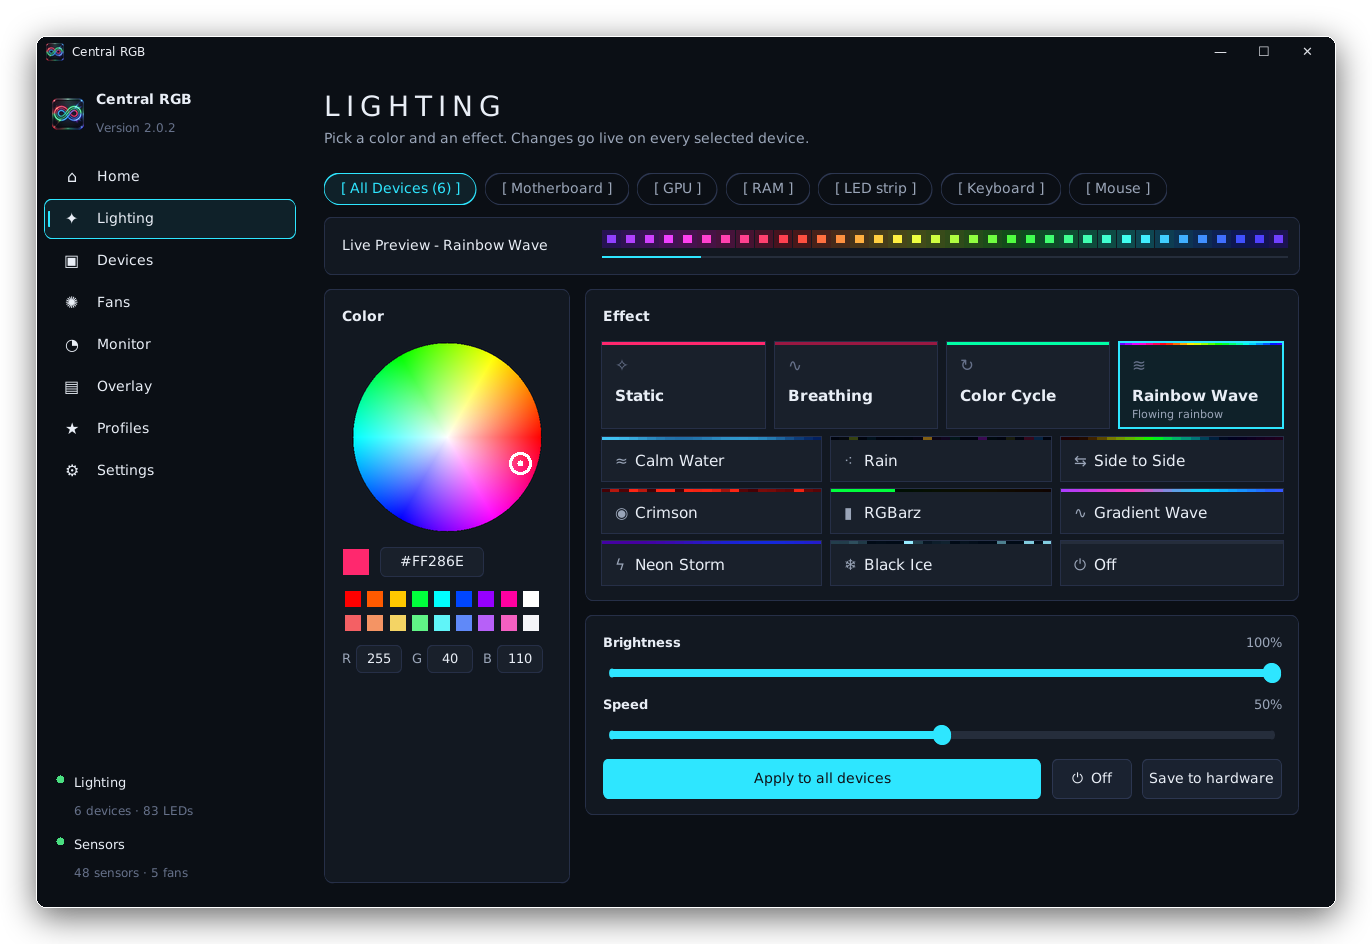 Central RGB
Central RGB
Version 2.0.2
Home
Lighting
Devices
Fans
Monitor
Overlay
Profiles
Settings
Lighting
6 devices · 83 LEDs
Sensors
48 sensors · 5 fans
LIGHTING
Pick a color and an effect. Changes go live on every selected device.
[ All Devices (6) ] [ Motherboard ] [ GPU ] [ RAM ] [ LED strip ] [ Keyboard ] [ Mouse ]
Live Preview - Rainbow Wave
Color
#FF286E
R 255 G 40 B 110
Effect
Static Breathing Color Cycle Rainbow Wave
Flowing rainbow
Calm Water Rain Side to Side
Crimson RGBarz Gradient Wave
Neon Storm Black Ice Off
Brightness 100%
Speed 50%
Apply to all devices Off Save to hardware